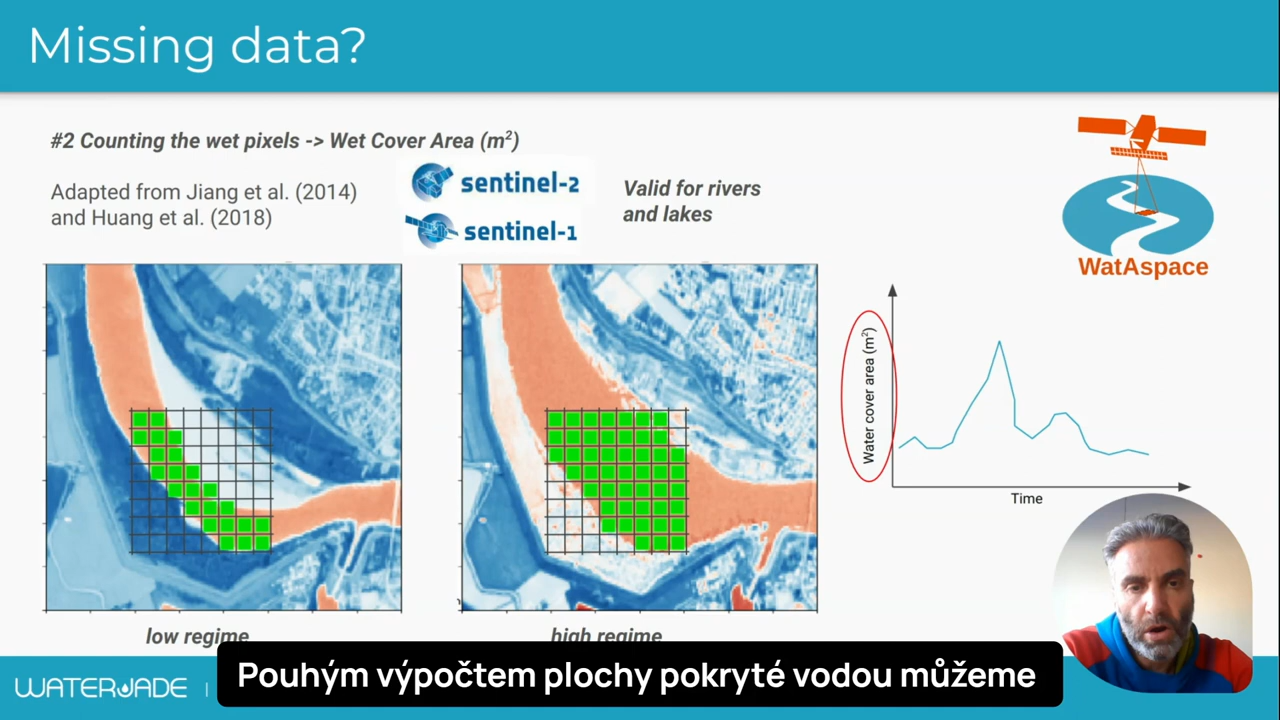 Missing data?
#2 Counting the wet pixels -> Wet Cover Area (m²)
Adapted from Jiang et al. (2014)
and Huang et al. (2018)
sentinel-2
sentinel-1
Valid for rivers
and lakes
WatAspace
Water cover area (m²)
Time
low regime
high regime
WATERJADE
Pouhým výpočtem plochy pokryté vodou můžeme